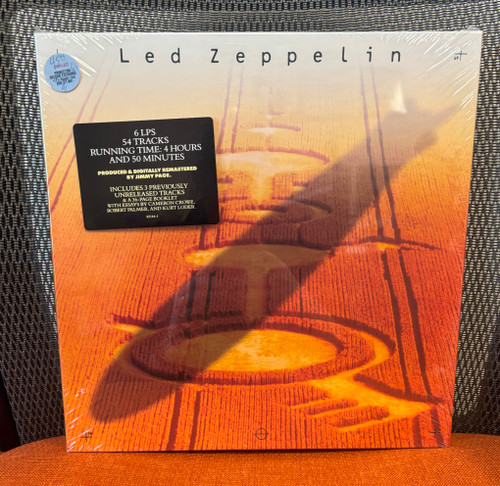 Led Zeppelin
6 LPS
54 TRACKS
RUNNING TIME: 4 HOURS
AND 50 MINUTES
PRODUCED & DIGITALLY REMASTERED
BY JIMMY PAGE.
INCLUDES 3 PREVIOUSLY
UNRELEASED TRACKS
& A 36-PAGE BOOKLET
WITH ESSAYS BY CAMERON CROWE,
ROBERT PALMER, AND KURT LODER